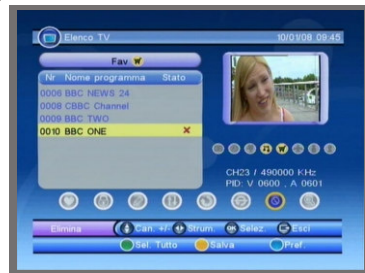 Elenco TV 10/01/08 09:45
Fav.
Nr Nome programma Stato
0006 BBC NEWS 24
0008 CBBC Channel
0009 BBC TWO
0010 BBC ONE
CH23 / 490000 KHz
PID: V 0600 , A 0601
Elimina Can. +/- Strum. OK Selez. Esci
Sel. Tutto Salva Pref.